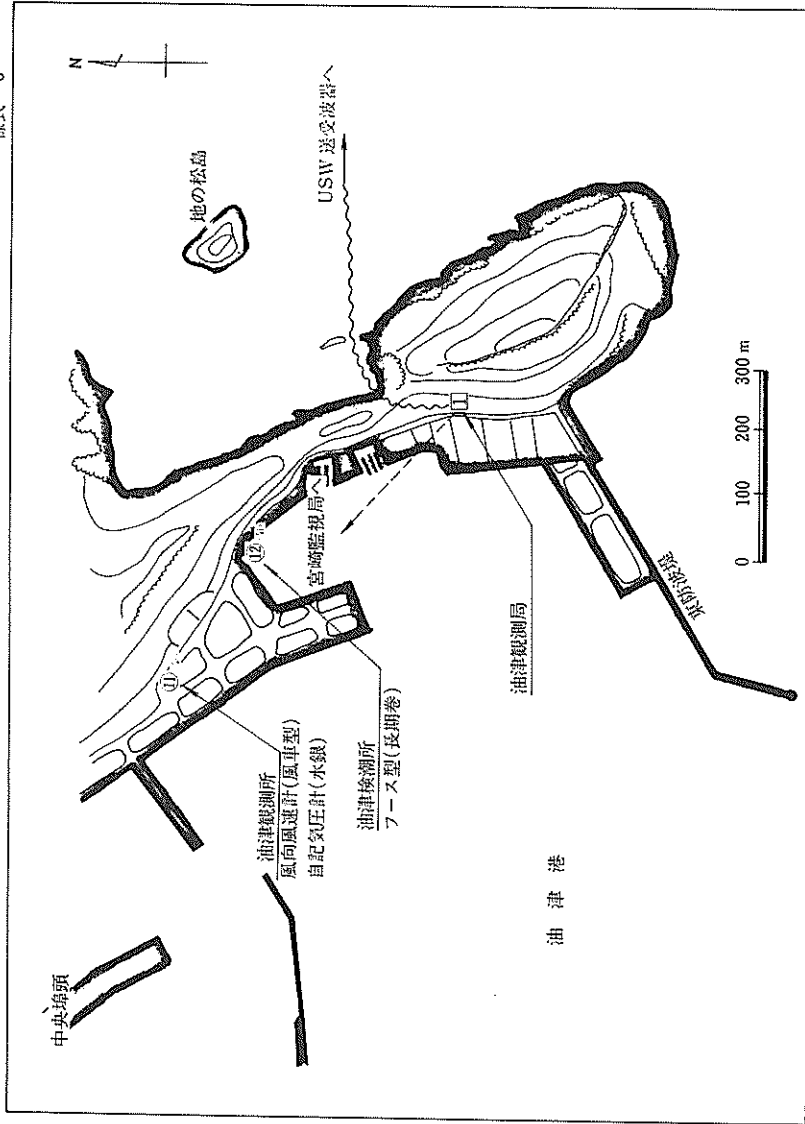 N
地の松島
USW 送受波器へ
宮崎監視局へ
⑫
⑪
1
油津観測所
風向風速計(風車型)
自記気圧計(水銀)
油津検潮所
フース型(長期巻)
油津観測局
中央埠頭
油津港
東防波堤
0 100 200 300 m